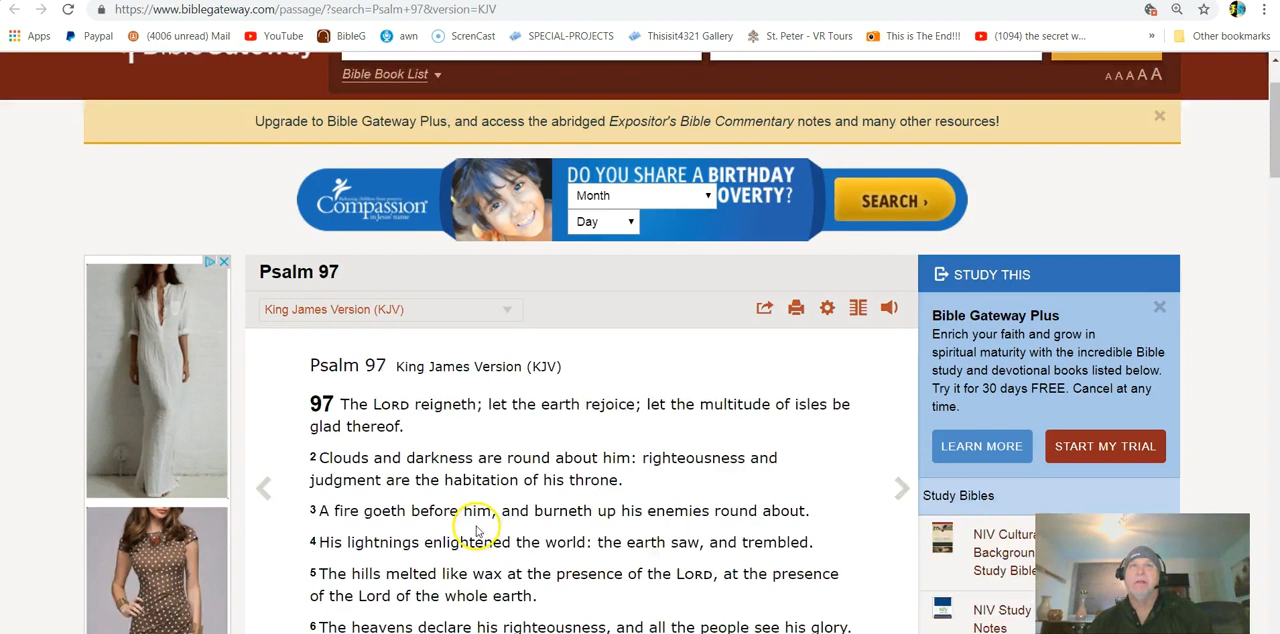 https://www.biblegateway.com/passage/?search=Psalm+97&version=KJV
Apps Paypal (4006 unread) Mail YouTube BibleG awn ScrenCast SPECIAL-PROJECTS Thisisit4321 Gallery St. Peter - VR Tours This is The End!!! (1094) the secret w... » Other bookmarks
Bible Book List
A A A A A
Upgrade to Bible Gateway Plus, and access the abridged Expositor's Bible Commentary notes and many other resources!
Compassion
in Jesus' name
DO YOU SHARE A BIRTHDAY
Month
OVERTY?
Day
SEARCH ›
Psalm 97
King James Version (KJV)
Psalm 97 King James Version (KJV)
97 The LORD reigneth; let the earth rejoice; let the multitude of isles be
glad thereof.
2 Clouds and darkness are round about him: righteousness and
judgment are the habitation of his throne.
3 A fire goeth before him, and burneth up his enemies round about.
4 His lightnings enlightened the world: the earth saw, and trembled.
5 The hills melted like wax at the presence of the LORD, at the presence
of the Lord of the whole earth.
6 The heavens declare his righteousness, and all the people see his glory.
STUDY THIS
Bible Gateway Plus
Enrich your faith and grow in
spiritual maturity with the incredible Bible
study and devotional books listed below.
Try it for 30 days FREE. Cancel at any
time.
LEARN MORE
START MY TRIAL
Study Bibles
NIV Cultu
Background
Study Bible
NIV Study
Notes